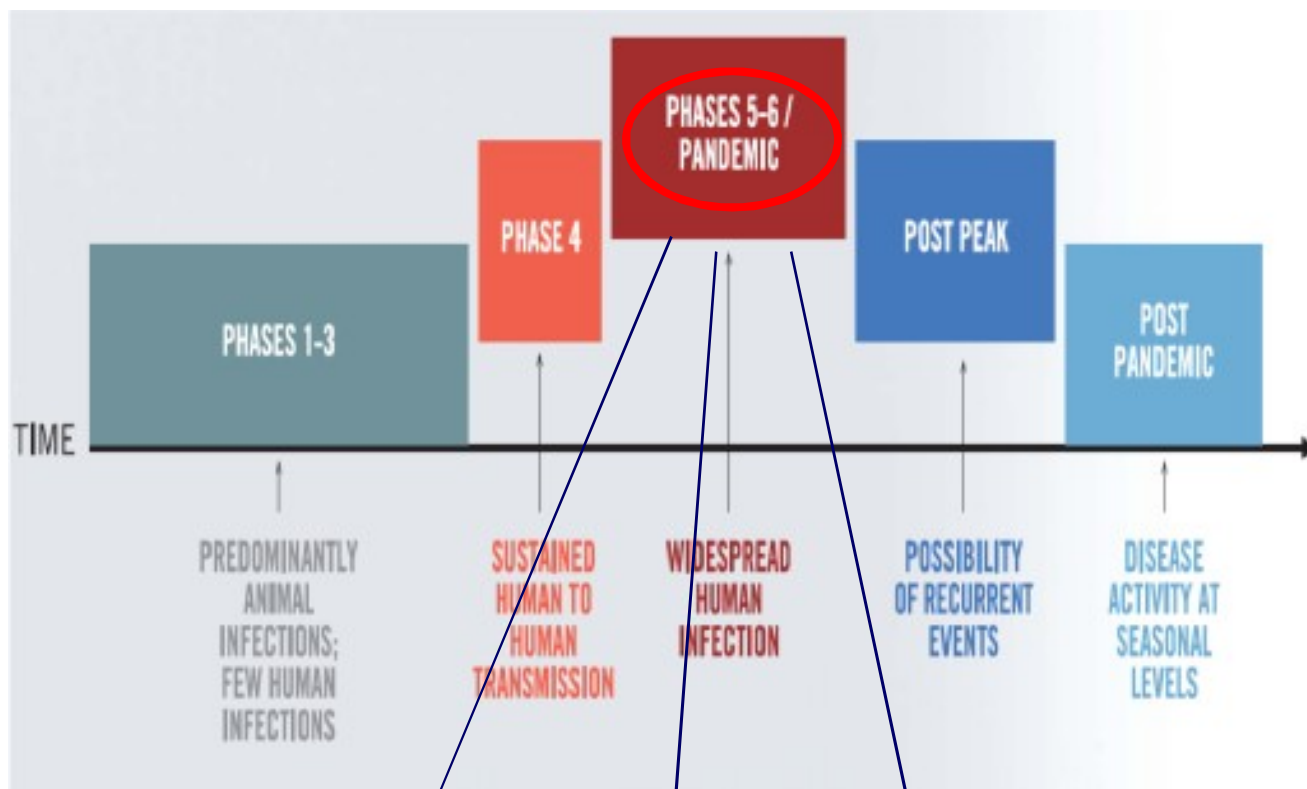 PHASES 5-6 /
PANDEMIC
PHASE 4
POST PEAK
PHASES 1-3
POST
PANDEMIC
TIME
PREDOMINANTLY
ANIMAL
INFECTIONS;
FEW HUMAN
INFECTIONS
SUSTAINED
HUMAN TO
HUMAN
TRANSMISSION
WIDESPREAD
HUMAN
INFECTION
POSSIBILITY
OF RECURRENT
EVENTS
DISEASE
ACTIVITY AT
SEASONAL
LEVELS